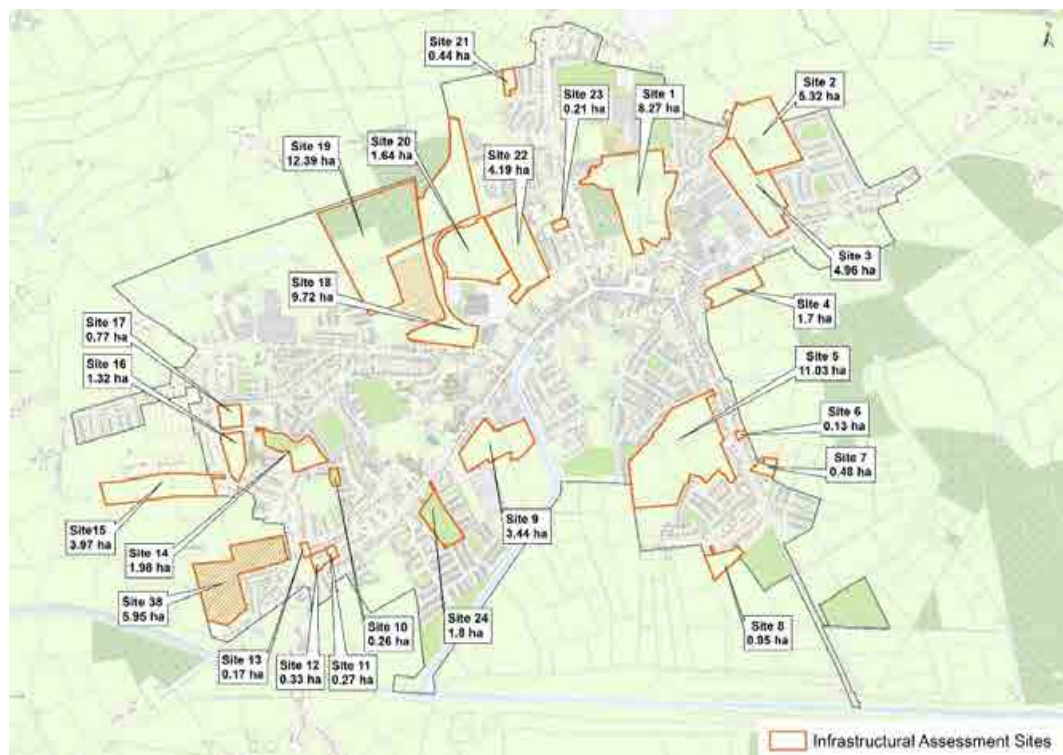 Site 21
0.44 ha
Site 23
0.21 ha
Site 1
8.27 ha
Site 2
5.32 ha
Site 19
12.39 ha
Site 20
1.64 ha
Site 22
4.19 ha
Site 3
4.96 ha
Site 18
9.72 ha
Site 4
1.7 ha
Site 17
0.77 ha
Site 16
1.32 ha
Site 5
11.03 ha
Site 6
0.13 ha
Site 7
0.48 ha
Site15
3.97 ha
Site 14
1.98 ha
Site 9
3.44 ha
Site 38
5.95 ha
Site 10
0.26 ha
Site 24
1.8 ha
Site 8
0.95 ha
Site 13
0.17 ha
Site 12
0.33 ha
Site 11
0.27 ha
Infrastructural Assessment Sites